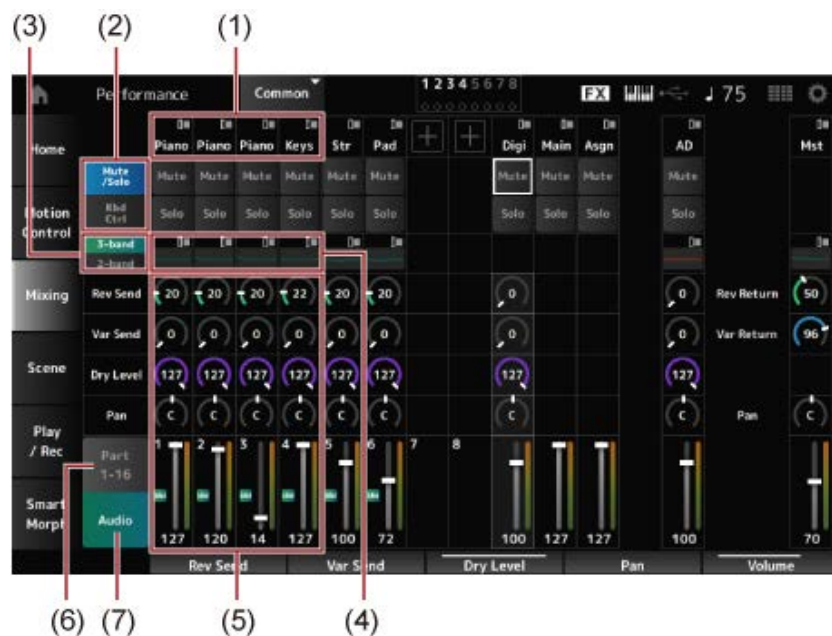 (3) (2) (1)
Performance Common 1 2 3 4 5 6 7 8 FX ♩ 75
Home Piano Piano Piano Keys Str Pad + + Digi Main Asgn AD Mst
Mute /Solo Mute Mute Mute Mute Mute Mute Mute Mute Mute Mute
Motion Control Kbd Ctrl Solo Solo Solo Solo Solo Solo Solo Solo Solo Solo
3-band
2-band
Mixing Rev Send 20 20 20 22 20 20 0 0 Rev Return 50
Var Send 0 0 0 0 0 0 0 0 Var Return 96
Scene Dry Level 127 127 127 127 127 127 127 127
Pan C C C C C C C C Pan C
Play / Rec Part 1-16 1 2 3 4 5 6 7 8
Smart Morph Audio
127 120 14 127 100 72 100 127 127 100 70
Rev Send Var Send Dry Level Pan Volume
(6) (7) (5) (4)